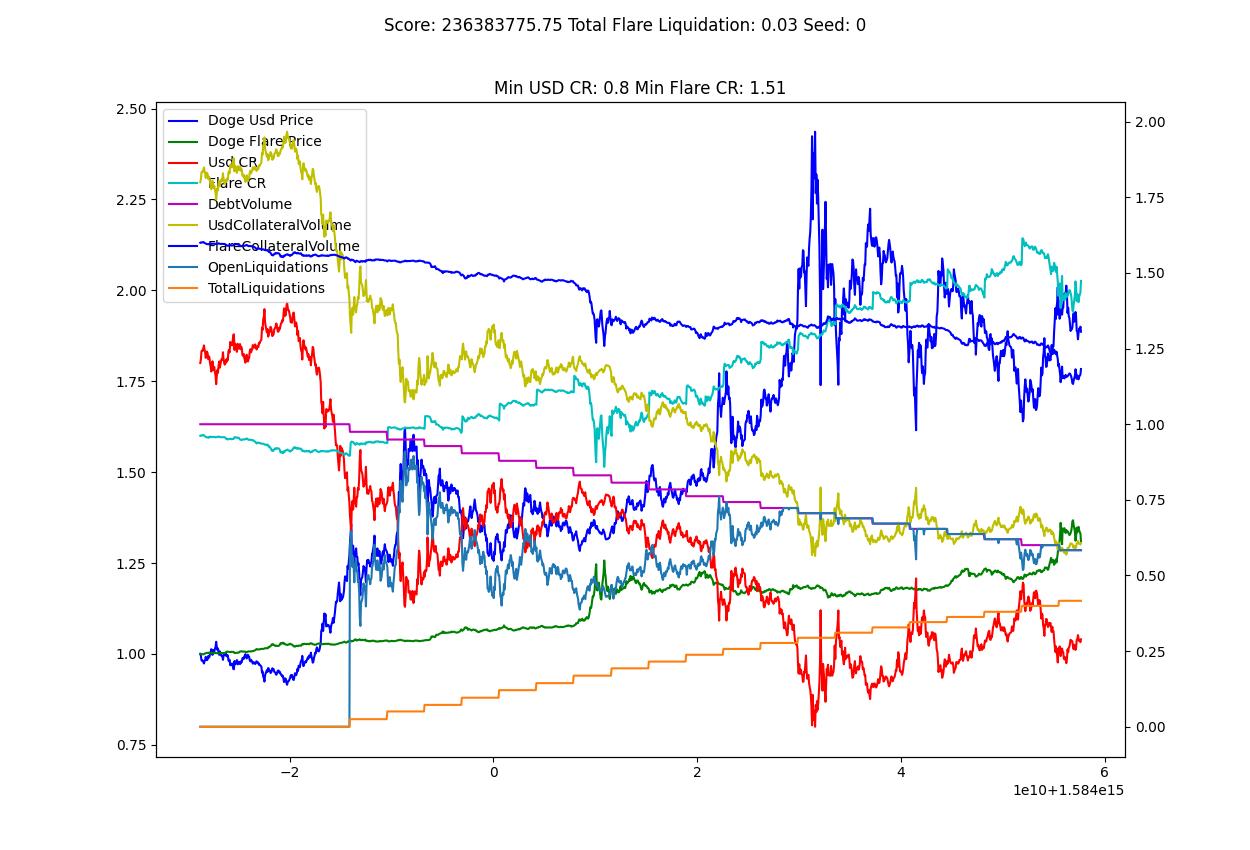 Score: 236383775.75 Total Flare Liquidation: 0.03 Seed: 0
Min USD CR: 0.8 Min Flare CR: 1.51
2.50
2.25
2.00
1.75
1.50
1.25
1.00
0.75
Doge Usd Price
Doge Flare Price
Usd CR
Flare CR
DebtVolume
UsdCollateralVolume
FlareCollateralVolume
OpenLiquidations
TotalLiquidations
2.00
1.75
1.50
1.25
1.00
0.75
0.50
0.25
0.00
−2 0 2 4 6
1e10+1.584e15